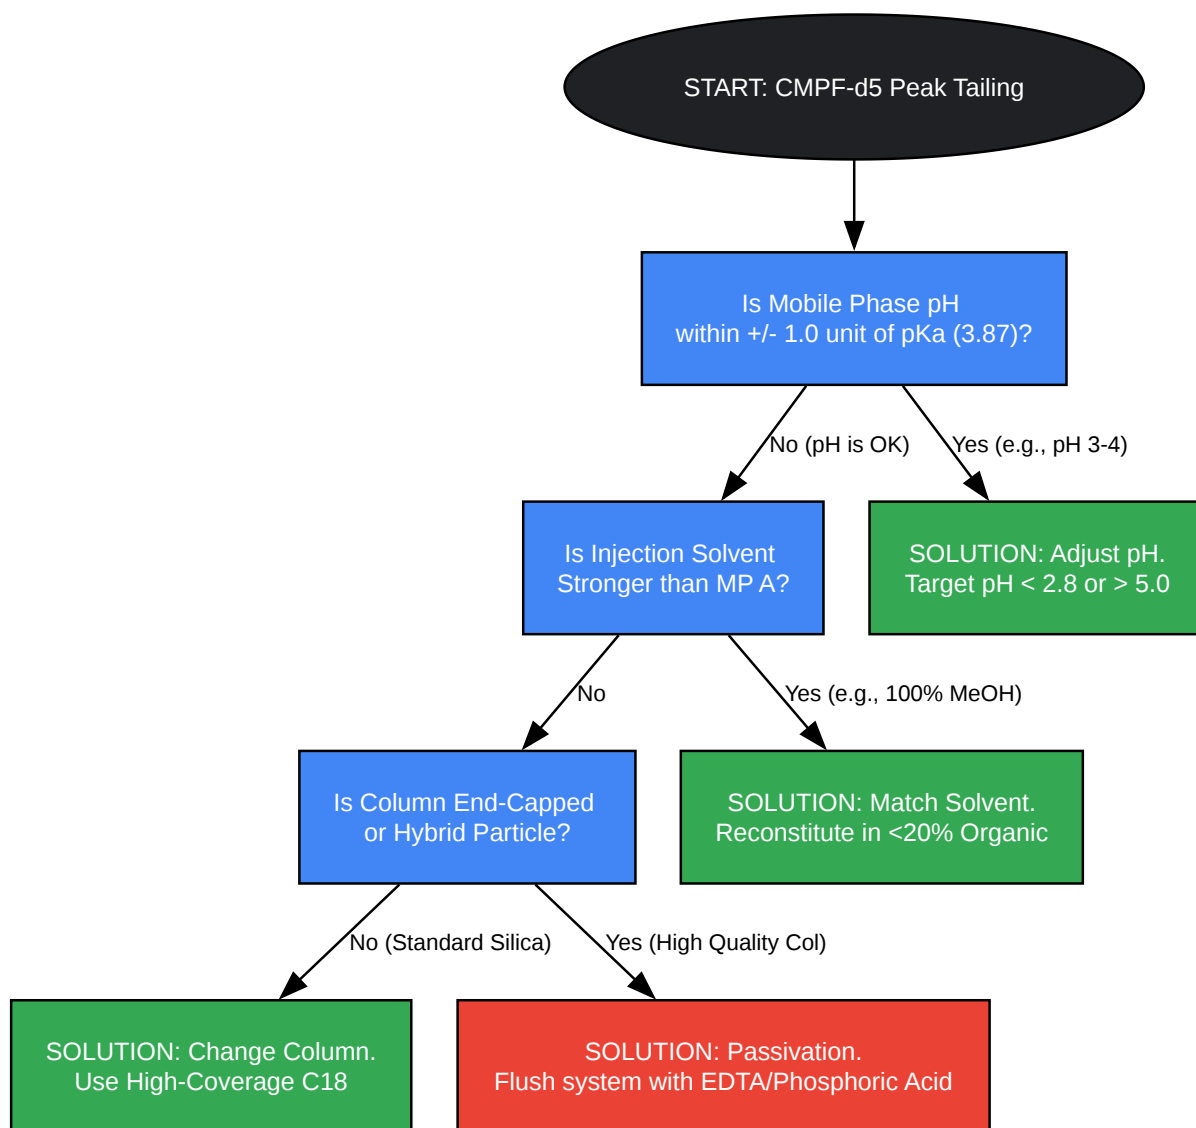 START: CMPF-d5 Peak Tailing
Is Mobile Phase pH
within +/- 1.0 unit of pKa (3.87)?
No (pH is OK)
Yes (e.g., pH 3-4)
Is Injection Solvent
Stronger than MP A?
SOLUTION: Adjust pH.
Target pH < 2.8 or > 5.0
No
Yes (e.g., 100% MeOH)
Is Column End-Capped
or Hybrid Particle?
SOLUTION: Match Solvent.
Reconstitute in <20% Organic
No (Standard Silica)
Yes (High Quality Col)
SOLUTION: Change Column.
Use High-Coverage C18
SOLUTION: Passivation.
Flush system with EDTA/Phosphoric Acid